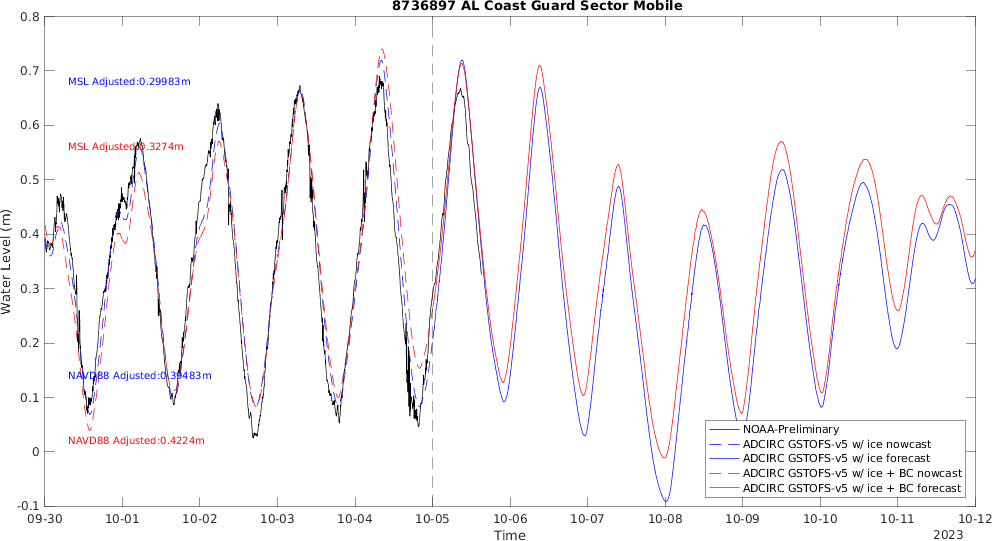 8736897 AL Coast Guard Sector Mobile
0.8
0.7
0.6
0.5
0.4
0.3
0.2
0.1
0
-0.1
Water Level (m)
MSL Adjusted:0.29983m
MSL Adjusted:0.3274m
NAVD88 Adjusted:0.39483m
NAVD88 Adjusted:0.4224m
NOAA-Preliminary
ADCIRC GSTOFS-v5 w/ ice nowcast
ADCIRC GSTOFS-v5 w/ ice forecast
ADCIRC GSTOFS-v5 w/ ice + BC nowcast
ADCIRC GSTOFS-v5 w/ ice + BC forecast
09-30 10-01 10-02 10-03 10-04 10-05 10-06 10-07 10-08 10-09 10-10 10-11 10-12
Time
2023